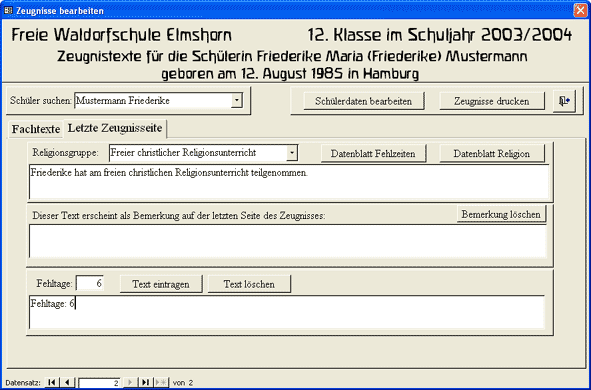 Zeugnisse bearbeiten
Freie Waldorfschule Elmshorn 12. Klasse im Schuljahr 2003/2004
Zeugnistexte für die Schülerin Friederike Maria (Friederike) Mustermann
geboren am 12. August 1985 in Hamburg
Schüler suchen: Mustermann Friederike Schülerdaten bearbeiten Zeugnisse drucken
Fachtexte Letzte Zeugnisseite
Religionsgruppe: Freier christlicher Religionsunterricht Datenblatt Fehlzeiten Datenblatt Religion
Friederike hat am freien christlichen Religionsunterricht teilgenommen.
Dieser Text erscheint als Bemerkung auf der letzten Seite des Zeugnisses: Bemerkung löschen
Fehltage: 6 Text eintragen Text löschen
Fehltage: 6
Datensatz: 2 von 2